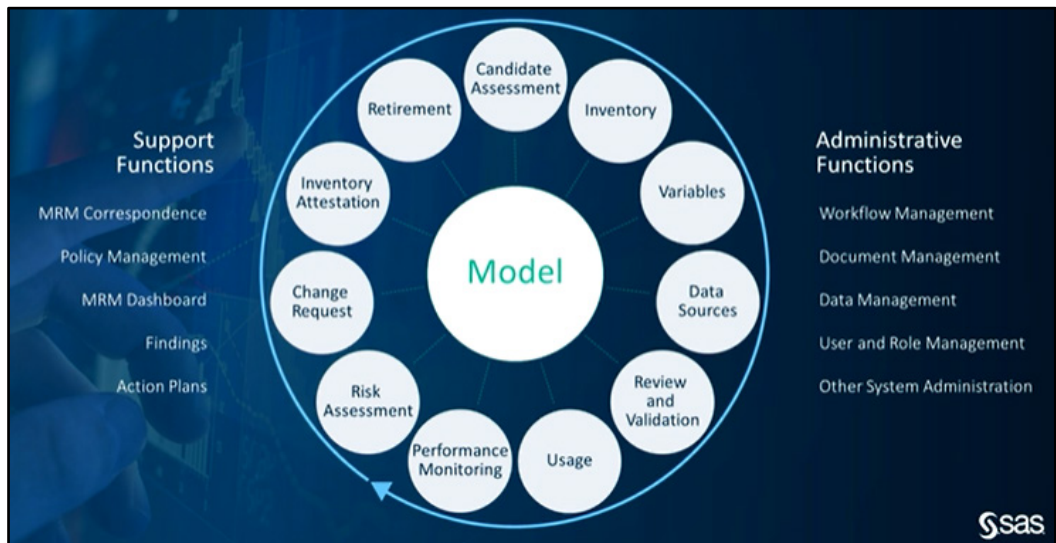 Support
Functions
MRM Correspondence
Policy Management
MRM Dashboard
Findings
Action Plans
Candidate
Assessment
Inventory
Variables
Data
Sources
Review
and
Validation
Usage
Performance
Monitoring
Risk
Assessment
Change
Request
Inventory
Attestation
Retirement
Model
Administrative
Functions
Workflow Management
Document Management
Data Management
User and Role Management
Other System Administration
sas